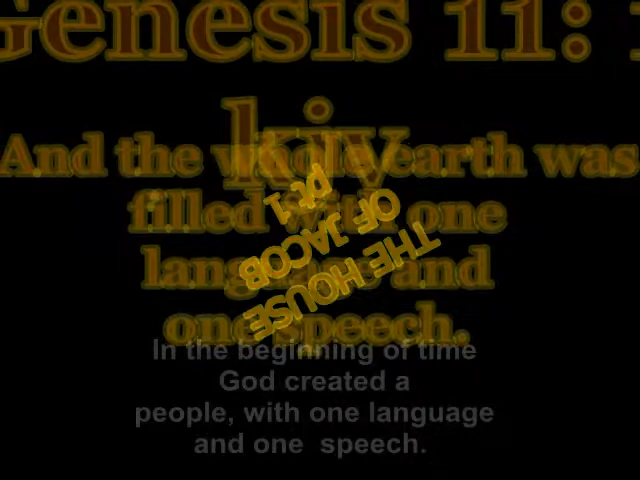 Genesis 11: 1
kjv
And the whole earth was
filled with one
language and
one speech.
THE HOUSE
OF JACOB
pt 1
In the beginning of time
God created a
people, with one language
and one speech.